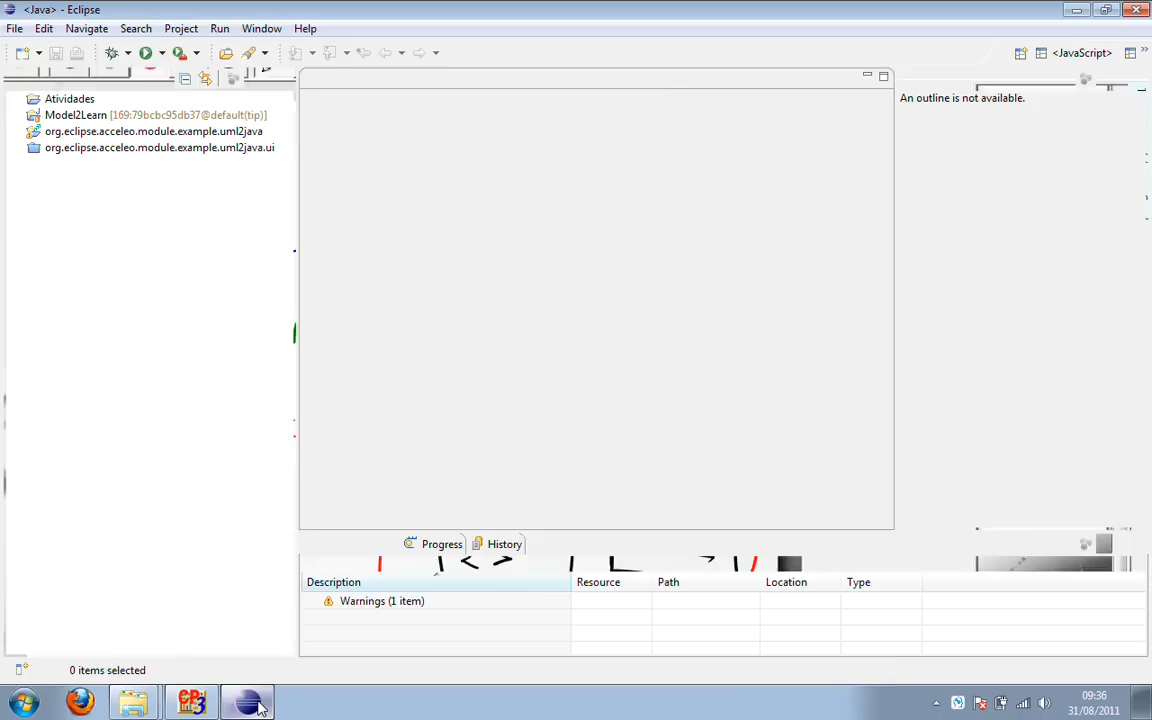 <Java> - Eclipse
File Edit Navigate Search Project Run Window Help
<JavaScript>
Atividades
Model2Learn [169:79bcbc95db37@default(tip)]
org.eclipse.acceleo.module.example.uml2java
org.eclipse.acceleo.module.example.uml2java.ui
An outline is not available.
Progress History
Description Resource Path Location Type
Warnings (1 item)
0 items selected
09:36
31/08/2011